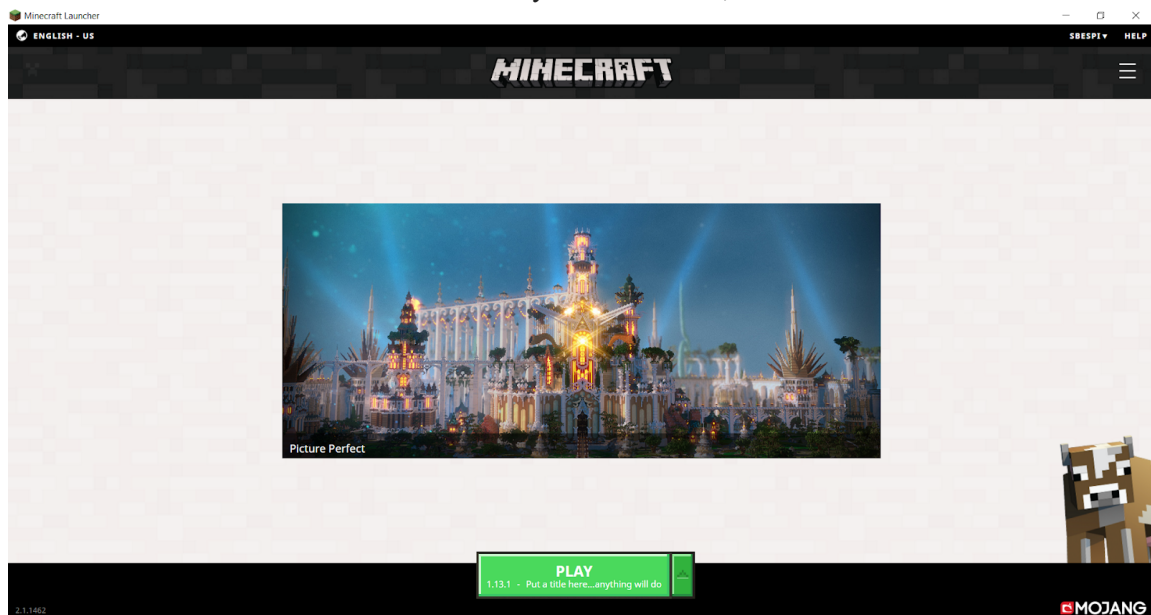 Minecraft Launcher
ENGLISH - US
SBESPI▾ HELP
MINECRAFT
Picture Perfect
PLAY
1.13.1 - Put a title here...anything will do
2.1.1462
MOJANG